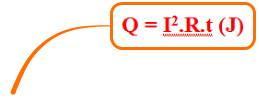 Q = I².R.t (J)